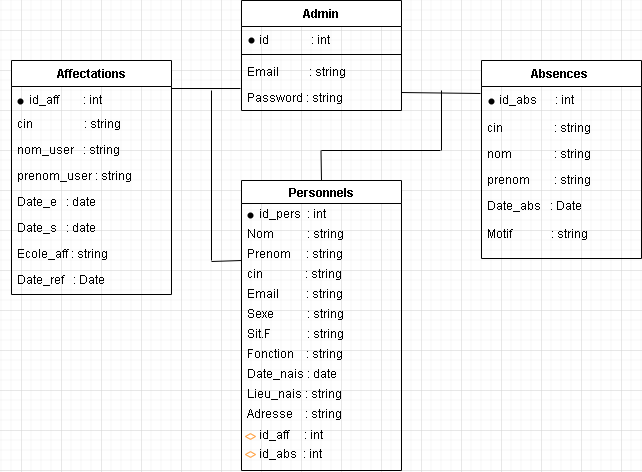 Admin
id : int
Email : string
Password : string
Affectations
id_aff : int
cin : string
nom_user : string
prenom_user : string
Date_e : date
Date_s : date
Ecole_aff : string
Date_ref : Date
Absences
id_abs : int
cin : string
nom : string
prenom : string
Date_abs : Date
Motif : string
Personnels
id_pers : int
Nom : string
Prenom : string
cin : string
Email : string
Sexe : string
Sit.F : string
Fonction : string
Date_nais : date
Lieu_nais : string
Adresse : string
id_aff : int
id_abs : int